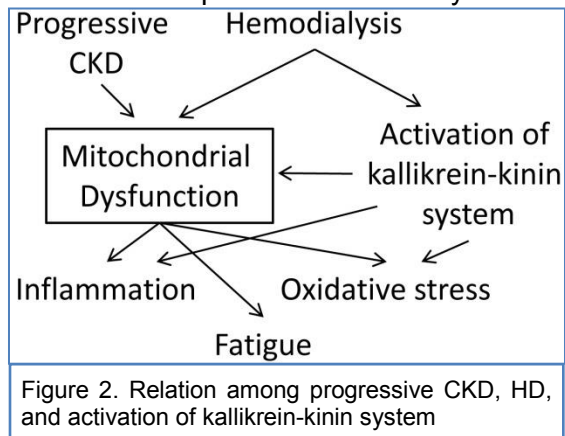 Progressive Hemodialysis
CKD
Activation of
Mitochondrial kallikrein-kinin
Dysfunction system
Inflammation Oxidative stress
Fatigue
Figure 2. Relation among progressive CKD, HD,
and activation of kallikrein-kinin system